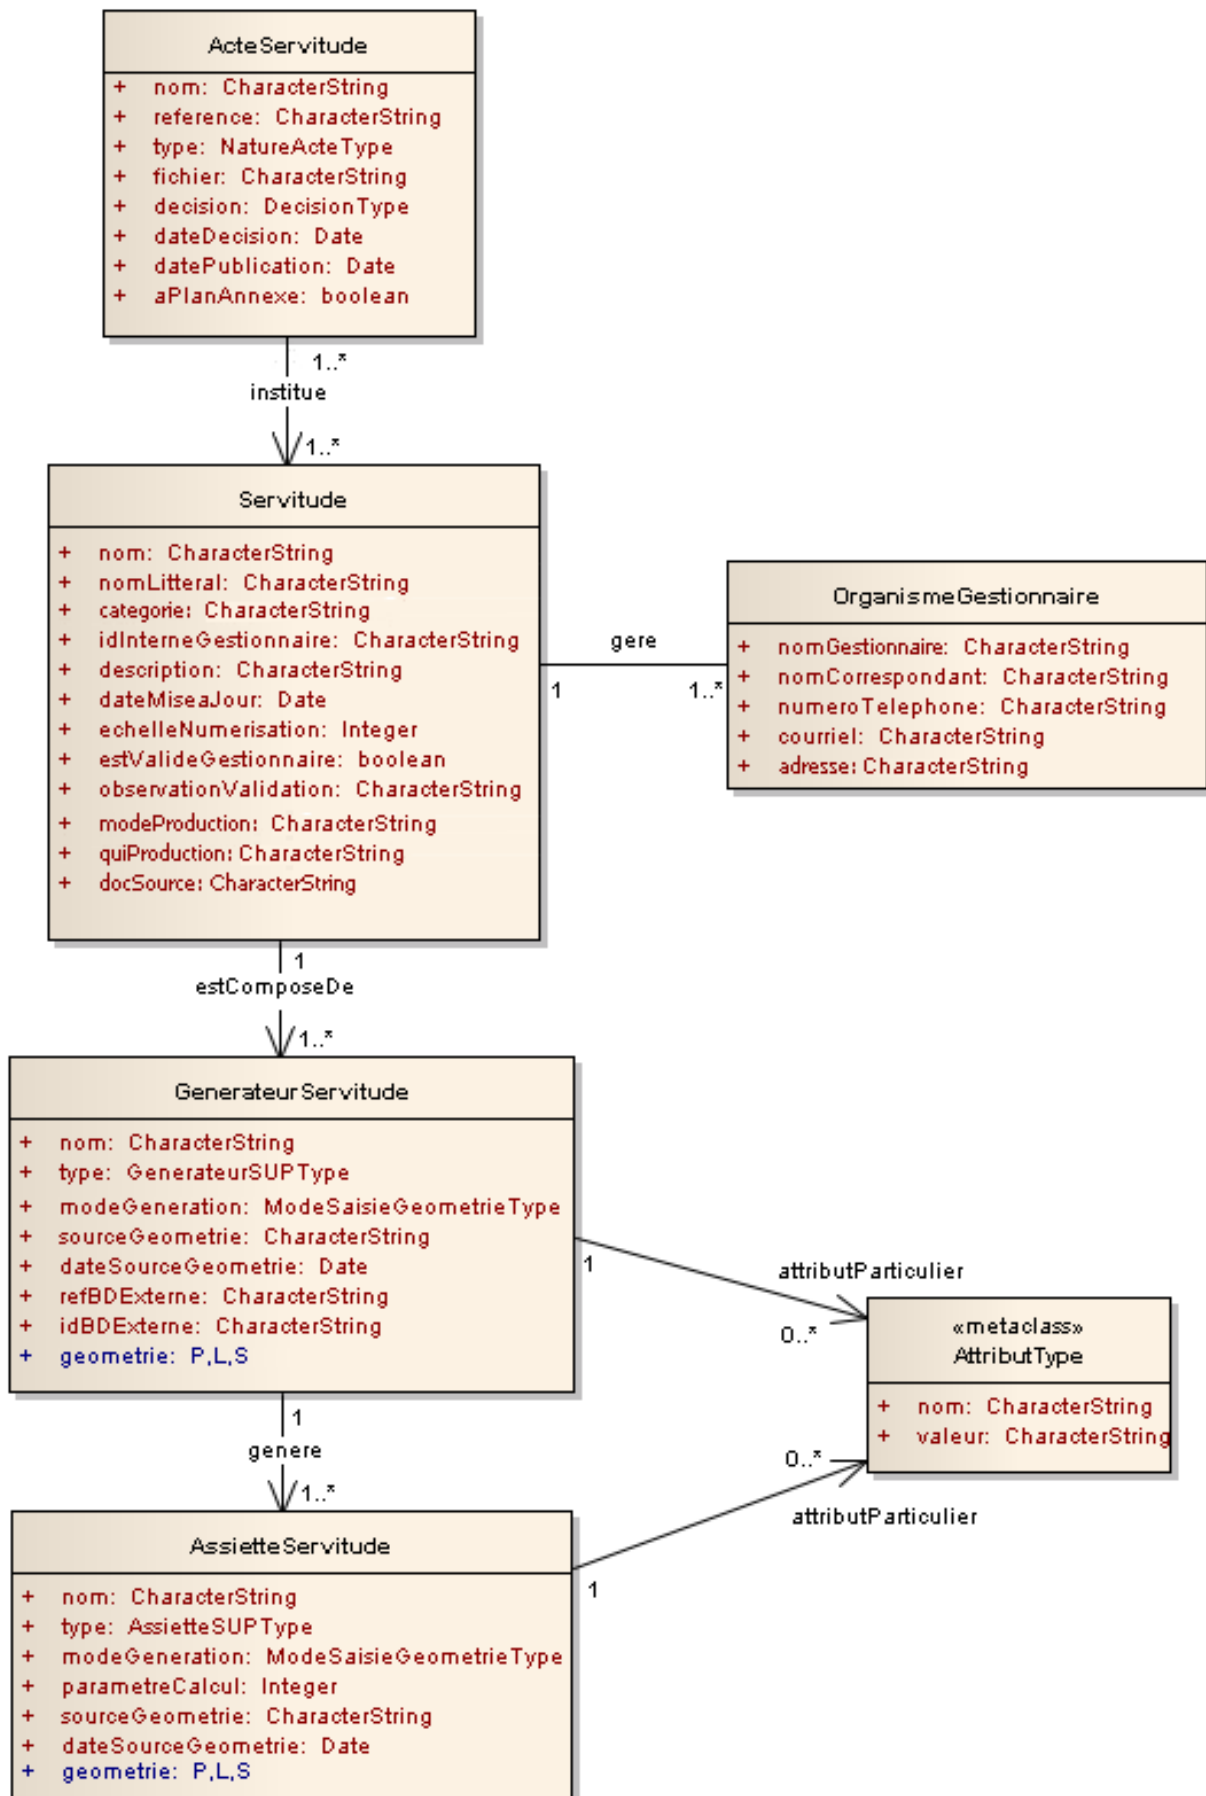 ActeServitude
+ nom: CharacterString
+ reference: CharacterString
+ type: NatureActeType
+ fichier: CharacterString
+ decision: DecisionType
+ dateDecision: Date
+ datePublication: Date
+ aPlanAnnexe: boolean
1..*
institue
1..*
Servitude
+ nom: CharacterString
+ nomLitteral: CharacterString
+ categorie: CharacterString
+ idInterneGestionnaire: CharacterString
+ description: CharacterString
+ dateMiseaJour: Date
+ echelleNumerisation: Integer
+ estValideGestionnaire: boolean
+ observationValidation: CharacterString
+ modeProduction: CharacterString
+ quiProduction: CharacterString
+ docSource: CharacterString
gere
1
1..*
OrganismeGestionnaire
+ nomGestionnaire: CharacterString
+ nomCorrespondant: CharacterString
+ numeroTelephone: CharacterString
+ courriel: CharacterString
+ adresse: CharacterString
1
estComposeDe
1..*
GenerateurServitude
+ nom: CharacterString
+ type: GenerateurSUPType
+ modeGeneration: ModeSaisieGeometrieType
+ sourceGeometrie: CharacterString
+ dateSourceGeometrie: Date
+ refBDExterne: CharacterString
+ idBDExterne: CharacterString
+ geometrie: P,L,S
1
attributParticulier
0..*
«metaclass»
AttributType
+ nom: CharacterString
+ valeur: CharacterString
1
genere
1..*
0..*
attributParticulier
1
AssietteServitude
+ nom: CharacterString
+ type: AssietteSUPType
+ modeGeneration: ModeSaisieGeometrieType
+ parametreCalcul: Integer
+ sourceGeometrie: CharacterString
+ dateSourceGeometrie: Date
+ geometrie: P,L,S